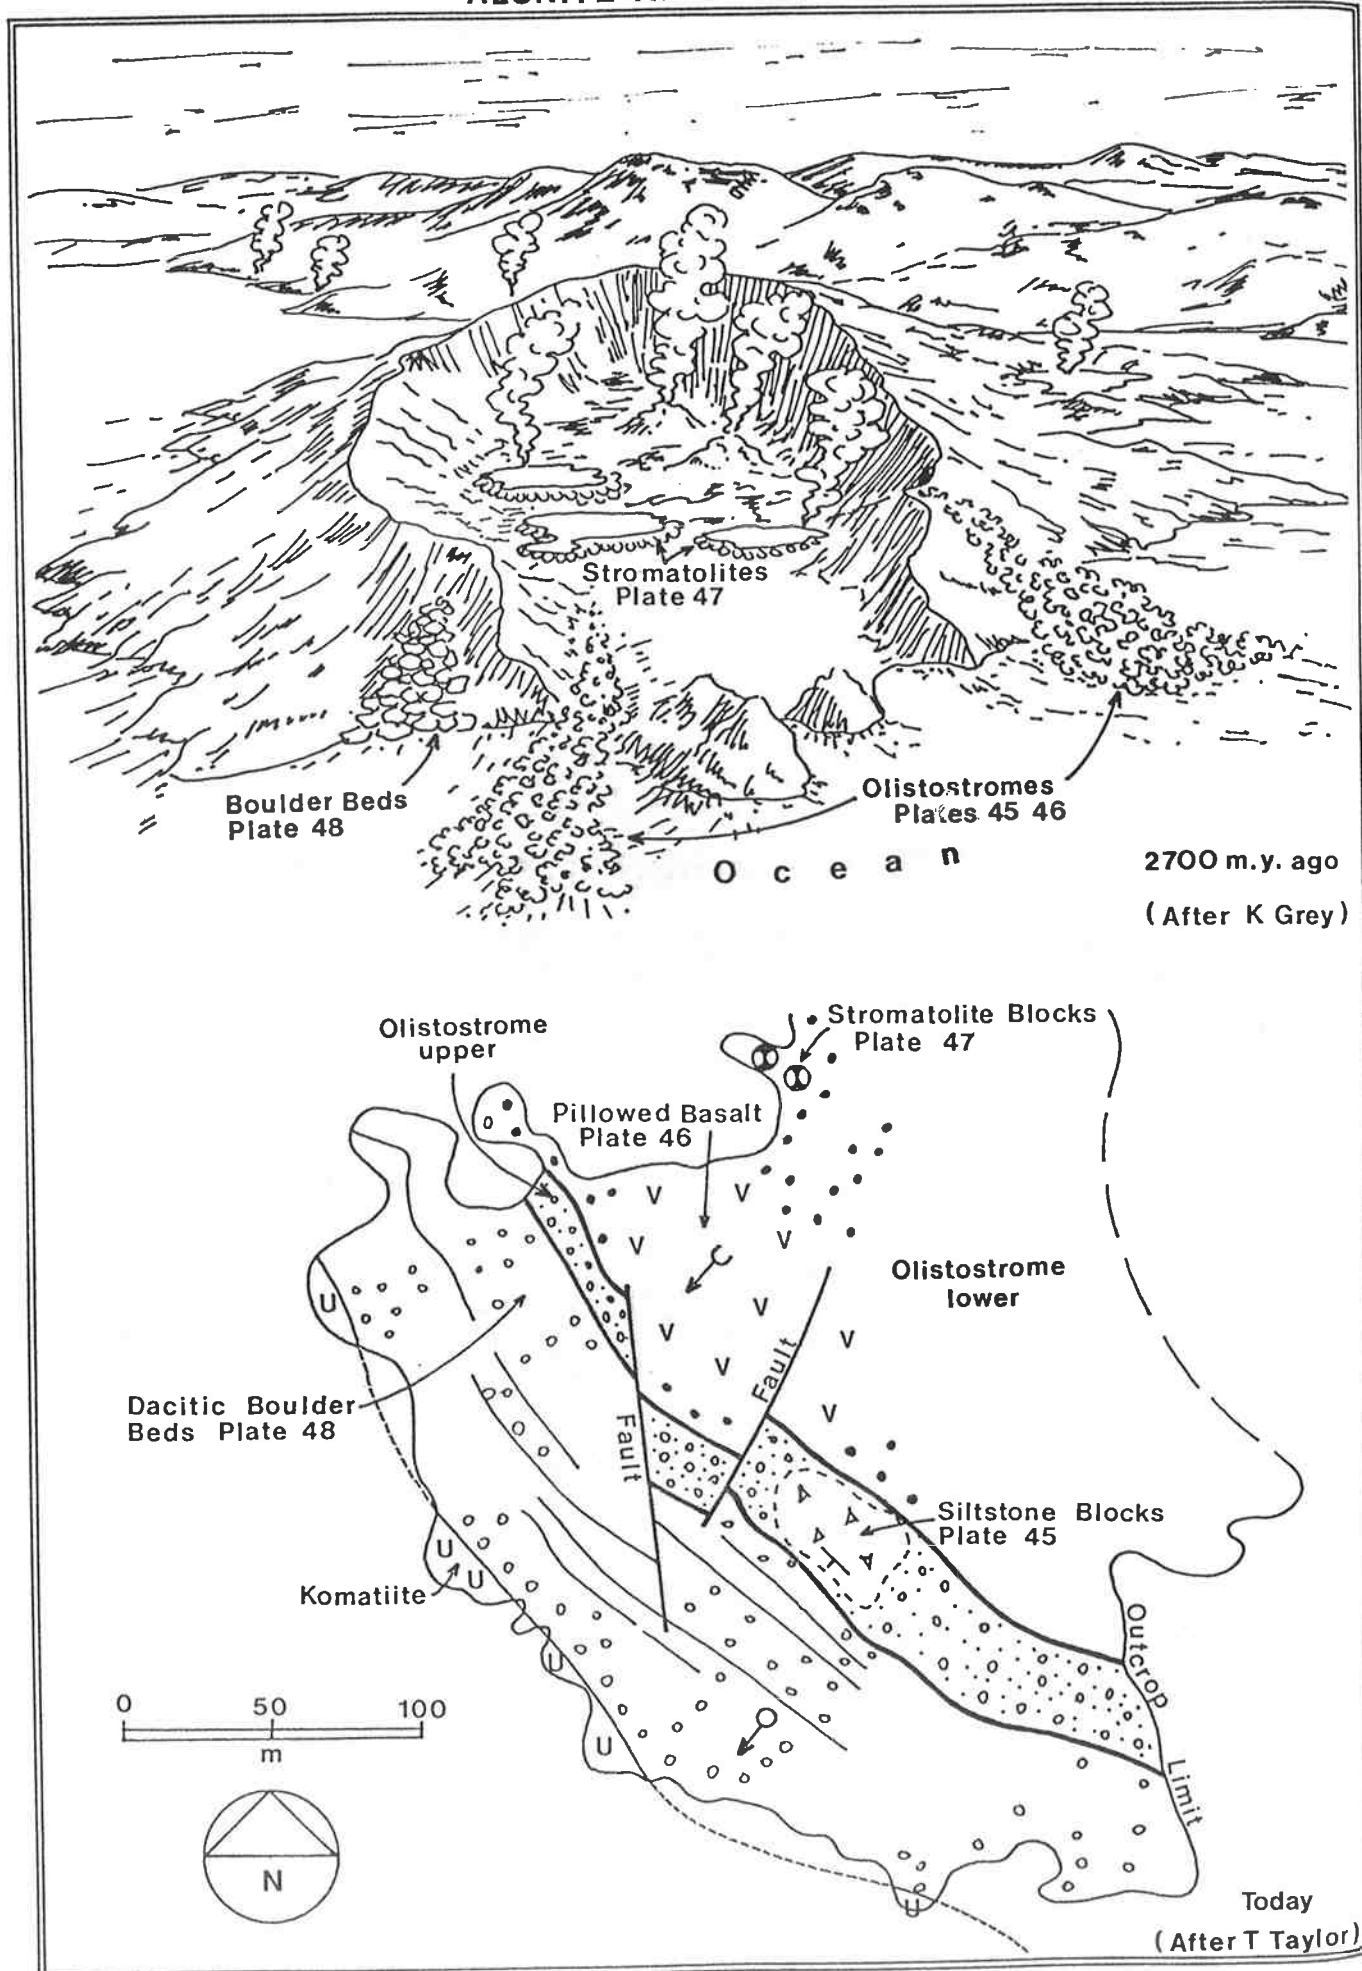 Stromatolites
Plate 47
Boulder Beds
Plate 48
Olistostromes
Plates 45 46
Ocean
2700 m.y. ago
(After K Grey)
Olistostrome
upper
Stromatolite Blocks
Plate 47
Pillowed Basalt
Plate 46
V V
V V
Olistostrome
lower
V
V V
V
V
U
Fault
Dacitic Boulder
Beds Plate 48
Fault
Siltstone Blocks
Plate 45
U
U
Komatiite
U
Outcrop
Limit
0 50 100
m
U
N
U
Today
(After T Taylor)